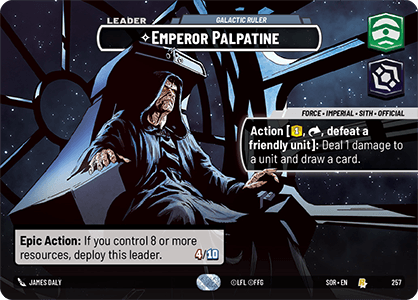 LEADER
GALACTIC RULER
EMPEROR PALPATINE
FORCE • IMPERIAL • SITH • OFFICIAL
Action [1, , defeat a
friendly unit]: Deal 1 damage to
a unit and draw a card.
Epic Action: If you control 8 or more
resources, deploy this leader.
4/10
JAMES DALY
©LFL ©FFG
SOR • EN
257